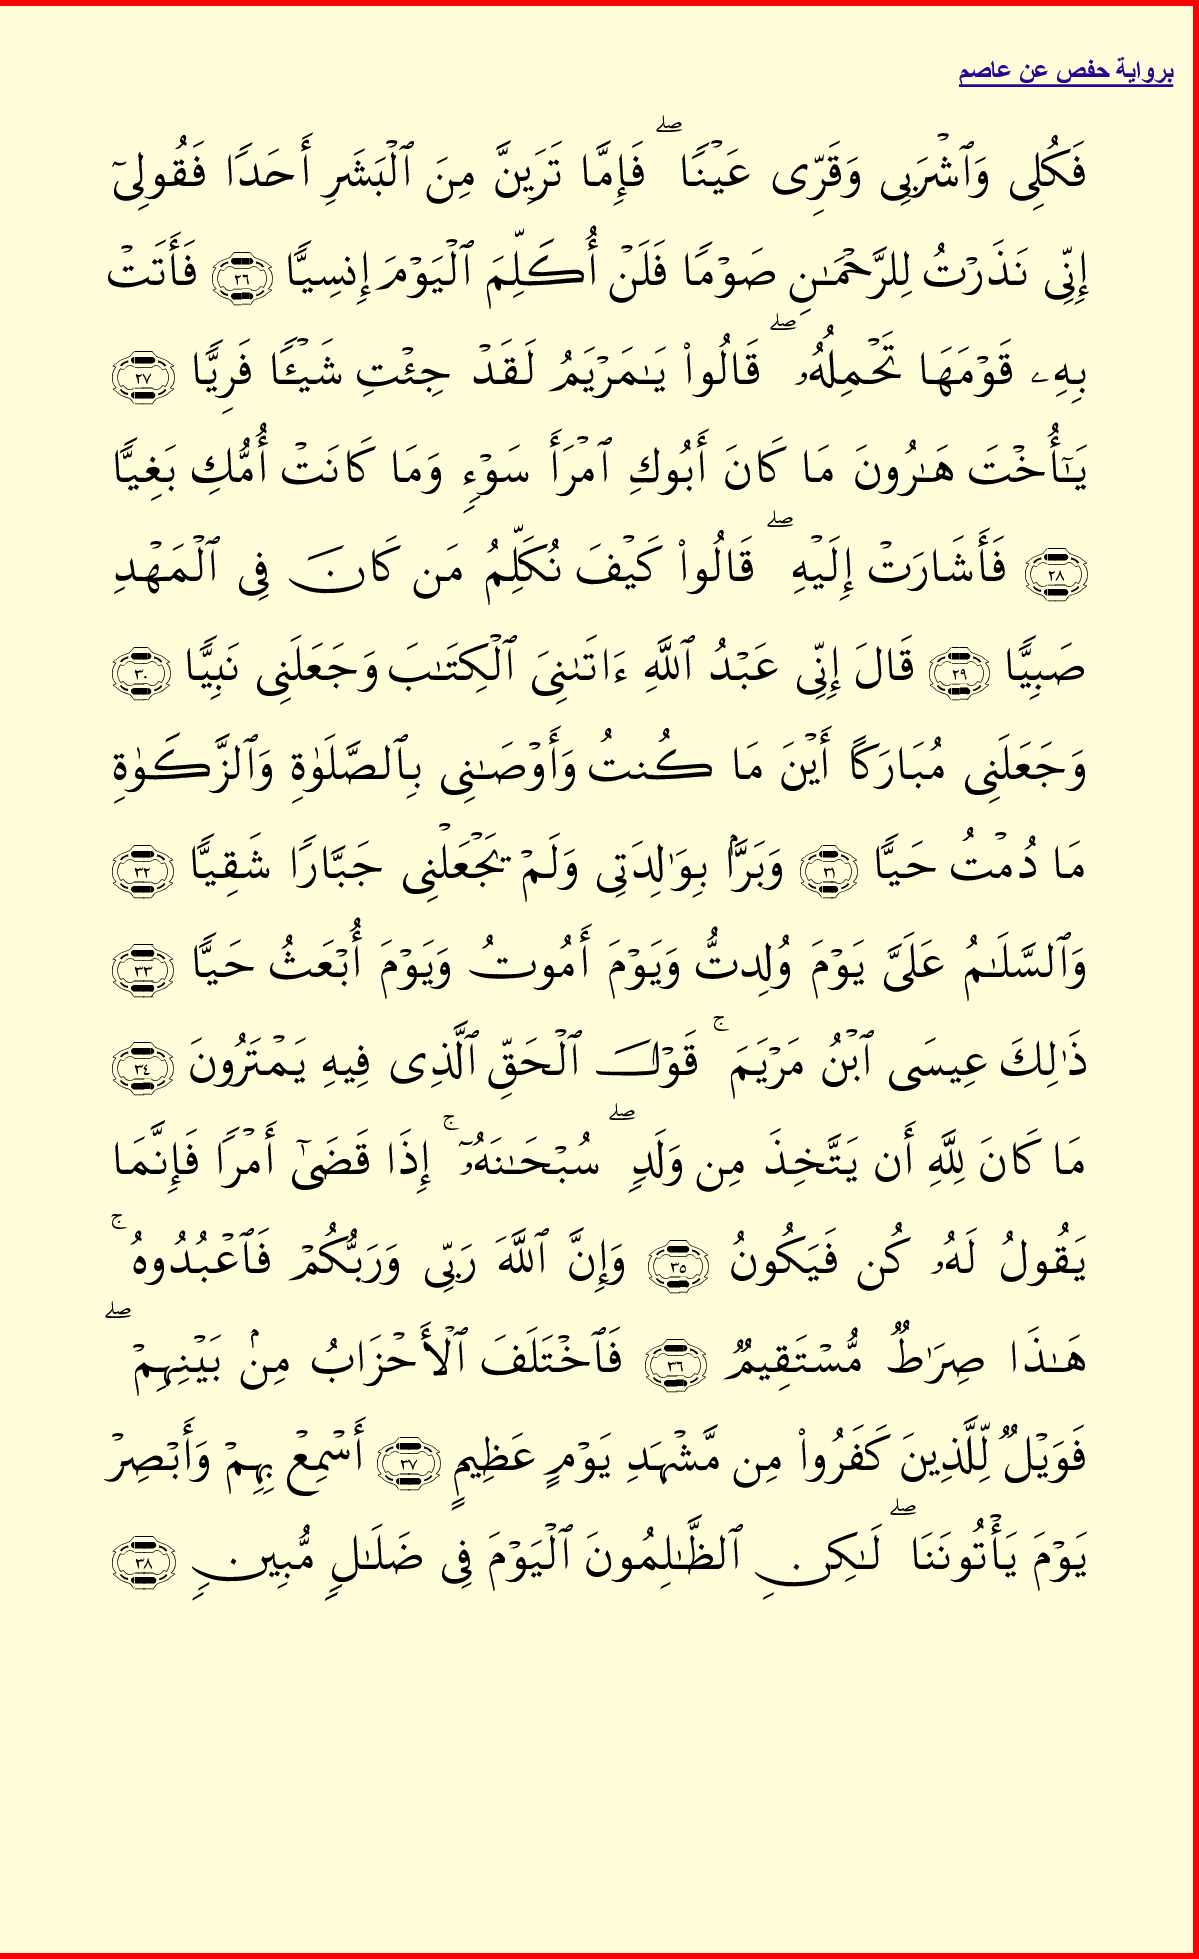 برواية حفص عن عاصم
فَكُلِى وَٱشْرَبِى وَقَرِّى عَيْنًا ۖ فَإِمَّا تَرَيِنَّ مِنَ ٱلْبَشَرِ أَحَدًا فَقُولِىٓ
إِنِّى نَذَرْتُ لِلرَّحْمَـٰنِ صَوْمًا فَلَنْ أُكَلِّمَ ٱلْيَوْمَ إِنسِيًّا ٢٦ فَأَتَتْ
بِهِۦ قَوْمَهَا تَحْمِلُهُۥ ۖ قَالُوا۟ يَـٰمَرْيَمُ لَقَدْ جِئْتِ شَيْـًٔا فَرِيًّا ٢٧
يَـٰٓأُخْتَ هَـٰرُونَ مَا كَانَ أَبُوكِ ٱمْرَأَ سَوْءٍ وَمَا كَانَتْ أُمُّكِ بَغِيًّا
٢٨ فَأَشَارَتْ إِلَيْهِ ۖ قَالُوا۟ كَيْفَ نُكَلِّمُ مَن كَانَ فِى ٱلْمَهْدِ
صَبِيًّا ٢٩ قَالَ إِنِّى عَبْدُ ٱللَّهِ ءَاتَىٰنِىَ ٱلْكِتَـٰبَ وَجَعَلَنِى نَبِيًّا ٣٠
وَجَعَلَنِى مُبَارَكًا أَيْنَ مَا كُنتُ وَأَوْصَـٰنِى بِٱلصَّلَوٰةِ وَٱلزَّكَوٰةِ
مَا دُمْتُ حَيًّا ٣١ وَبَرًّۢا بِوَٰلِدَتِى وَلَمْ يَجْعَلْنِى جَبَّارًا شَقِيًّا ٣٢
وَٱلسَّلَـٰمُ عَلَىَّ يَوْمَ وُلِدتُّ وَيَوْمَ أَمُوتُ وَيَوْمَ أُبْعَثُ حَيًّا ٣٣
ذَٰلِكَ عِيسَى ٱبْنُ مَرْيَمَ ۚ قَوْلَ ٱلْحَقِّ ٱلَّذِى فِيهِ يَمْتَرُونَ ٣٤
مَا كَانَ لِلَّهِ أَن يَتَّخِذَ مِن وَلَدٍ ۖ سُبْحَـٰنَهُۥٓ ۚ إِذَا قَضَىٰٓ أَمْرًا فَإِنَّمَا
يَقُولُ لَهُۥ كُن فَيَكُونُ ٣٥ وَإِنَّ ٱللَّهَ رَبِّى وَرَبُّكُمْ فَٱعْبُدُوهُ ۚ
هَـٰذَا صِرَٰطٌ مُّسْتَقِيمٌ ٣٦ فَٱخْتَلَفَ ٱلْأَحْزَابُ مِنۢ بَيْنِهِمْ ۖ
فَوَيْلٌ لِّلَّذِينَ كَفَرُوا۟ مِن مَّشْهَدِ يَوْمٍ عَظِيمٍ ٣٧ أَسْمِعْ بِهِمْ وَأَبْصِرْ
يَوْمَ يَأْتُونَنَا ۖ لَـٰكِنِ ٱلظَّـٰلِمُونَ ٱلْيَوْمَ فِى ضَلَـٰلٍ مُّبِينٍ ٣٨